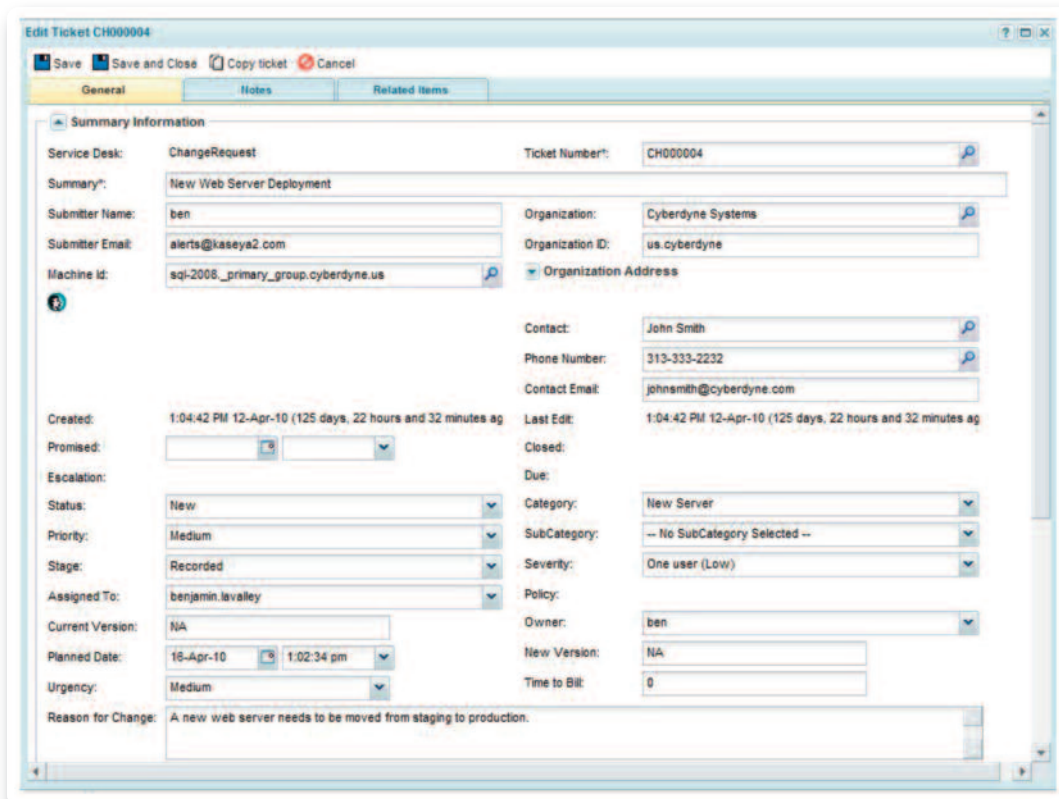 Edit Ticket CH000004
Save Save and Close Copy ticket Cancel
General Notes Related Items
Summary Information
Service Desk: ChangeRequest Ticket Number*: CH000004
Summary*: New Web Server Deployment
Submitter Name: ben Organization: Cyberdyne Systems
Submitter Email: alerts@kaseya2.com Organization ID: us.cyberdyne
Machine Id: sql-2008._primary_group.cyberdyne.us Organization Address
Contact: John Smith
Phone Number: 313-333-2232
Contact Email: johnsmith@cyberdyne.com
Created: 1:04:42 PM 12-Apr-10 (125 days, 22 hours and 32 minutes ag Last Edit: 1:04:42 PM 12-Apr-10 (125 days, 22 hours and 32 minutes ag
Promised: Closed:
Escalation: Due:
Status: New Category: New Server
Priority: Medium SubCategory: -- No SubCategory Selected --
Stage: Recorded Severity: One user (Low)
Assigned To: benjamin.lavalley Policy:
Current Version: NA Owner: ben
Planned Date: 16-Apr-10 1:02:34 pm New Version: NA
Urgency: Medium Time to Bill: 0
Reason for Change: A new web server needs to be moved from staging to production.